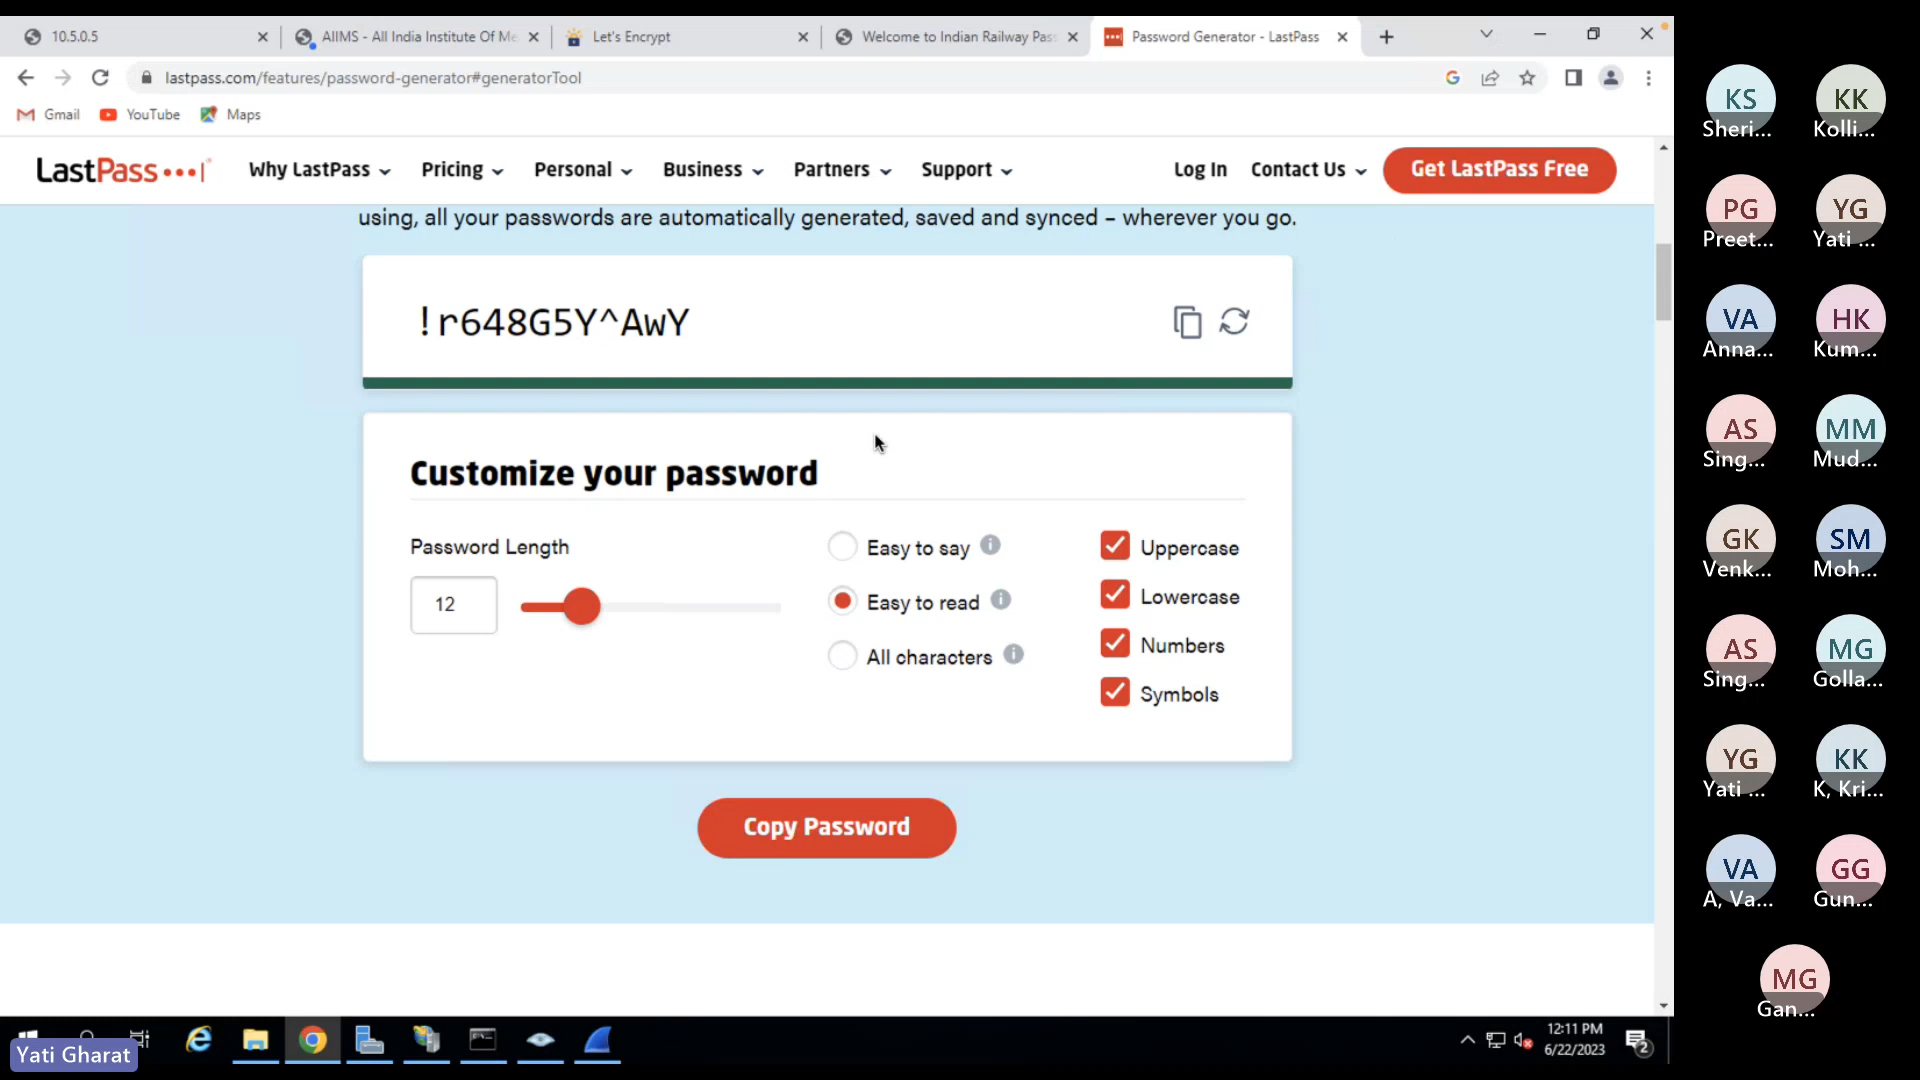 10.5.0.5
AIIMS - All India Institute Of Me
Let's Encrypt
Welcome to Indian Railway Pas
Password Generator - LastPass
lastpass.com/features/password-generator#generatorTool
Gmail
YouTube
Maps
LastPass
Why LastPass
Pricing
Personal
Business
Partners
Support
Log In
Contact Us
Get LastPass Free
using, all your passwords are automatically generated, saved and synced – wherever you go.
!r648G5Y^AwY
Customize your password
Password Length
12
Easy to say
Easy to read
All characters
Uppercase
Lowercase
Numbers
Symbols
Copy Password
Yati Gharat
12:11 PM
6/22/2023
2
KS
Sheri...
KK
Kolli...
PG
Preet...
YG
Yati ...
VA
Anna...
HK
Kum...
AS
Sing...
MM
Mud...
GK
Venk...
SM
Moh...
AS
Sing...
MG
Golla...
YG
Yati ...
KK
K, Kri...
VA
A, Va...
GG
Gun...
MG
Gan...